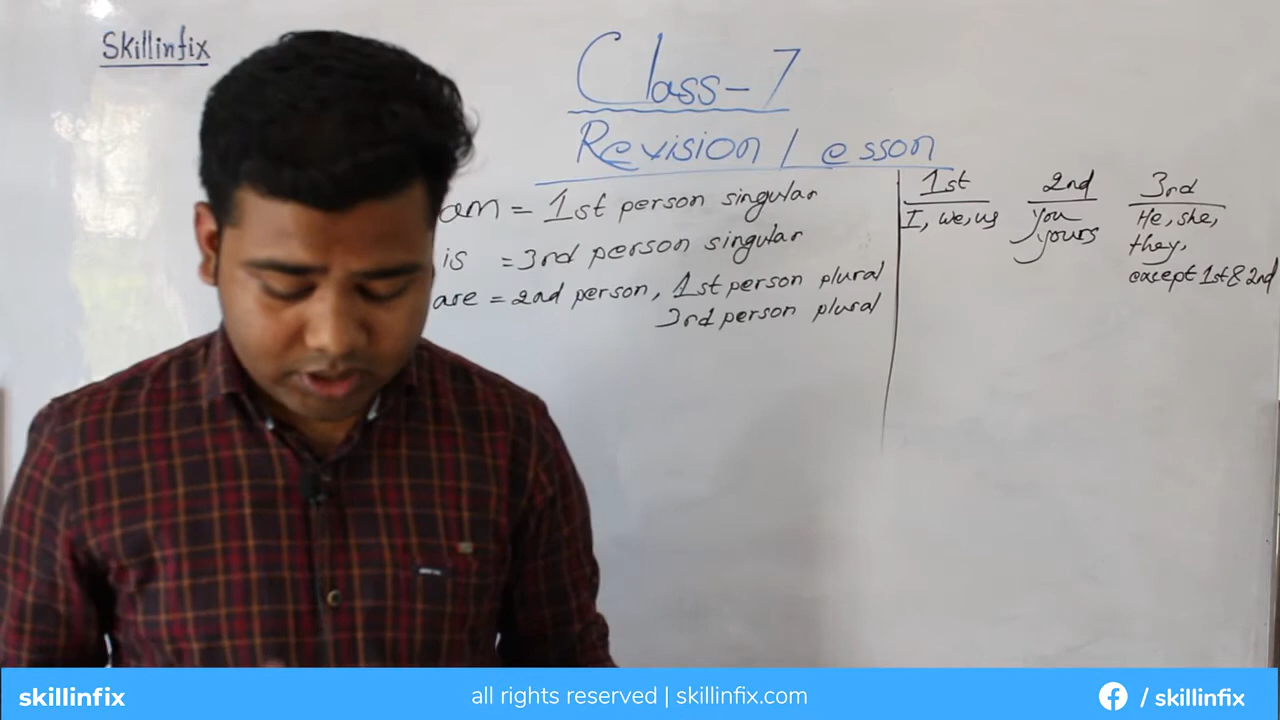 Skillinfix
Class-7
Revision Lesson
am = 1st person singular
is = 3rd person singular
are = 2nd person, 1st person plural
3rd person plural
1st
I, we, us
2nd
you
yours
3rd
He, she,
they,
except 1st & 2nd
skillinfix
all rights reserved | skillinfix.com
/ skillinfix